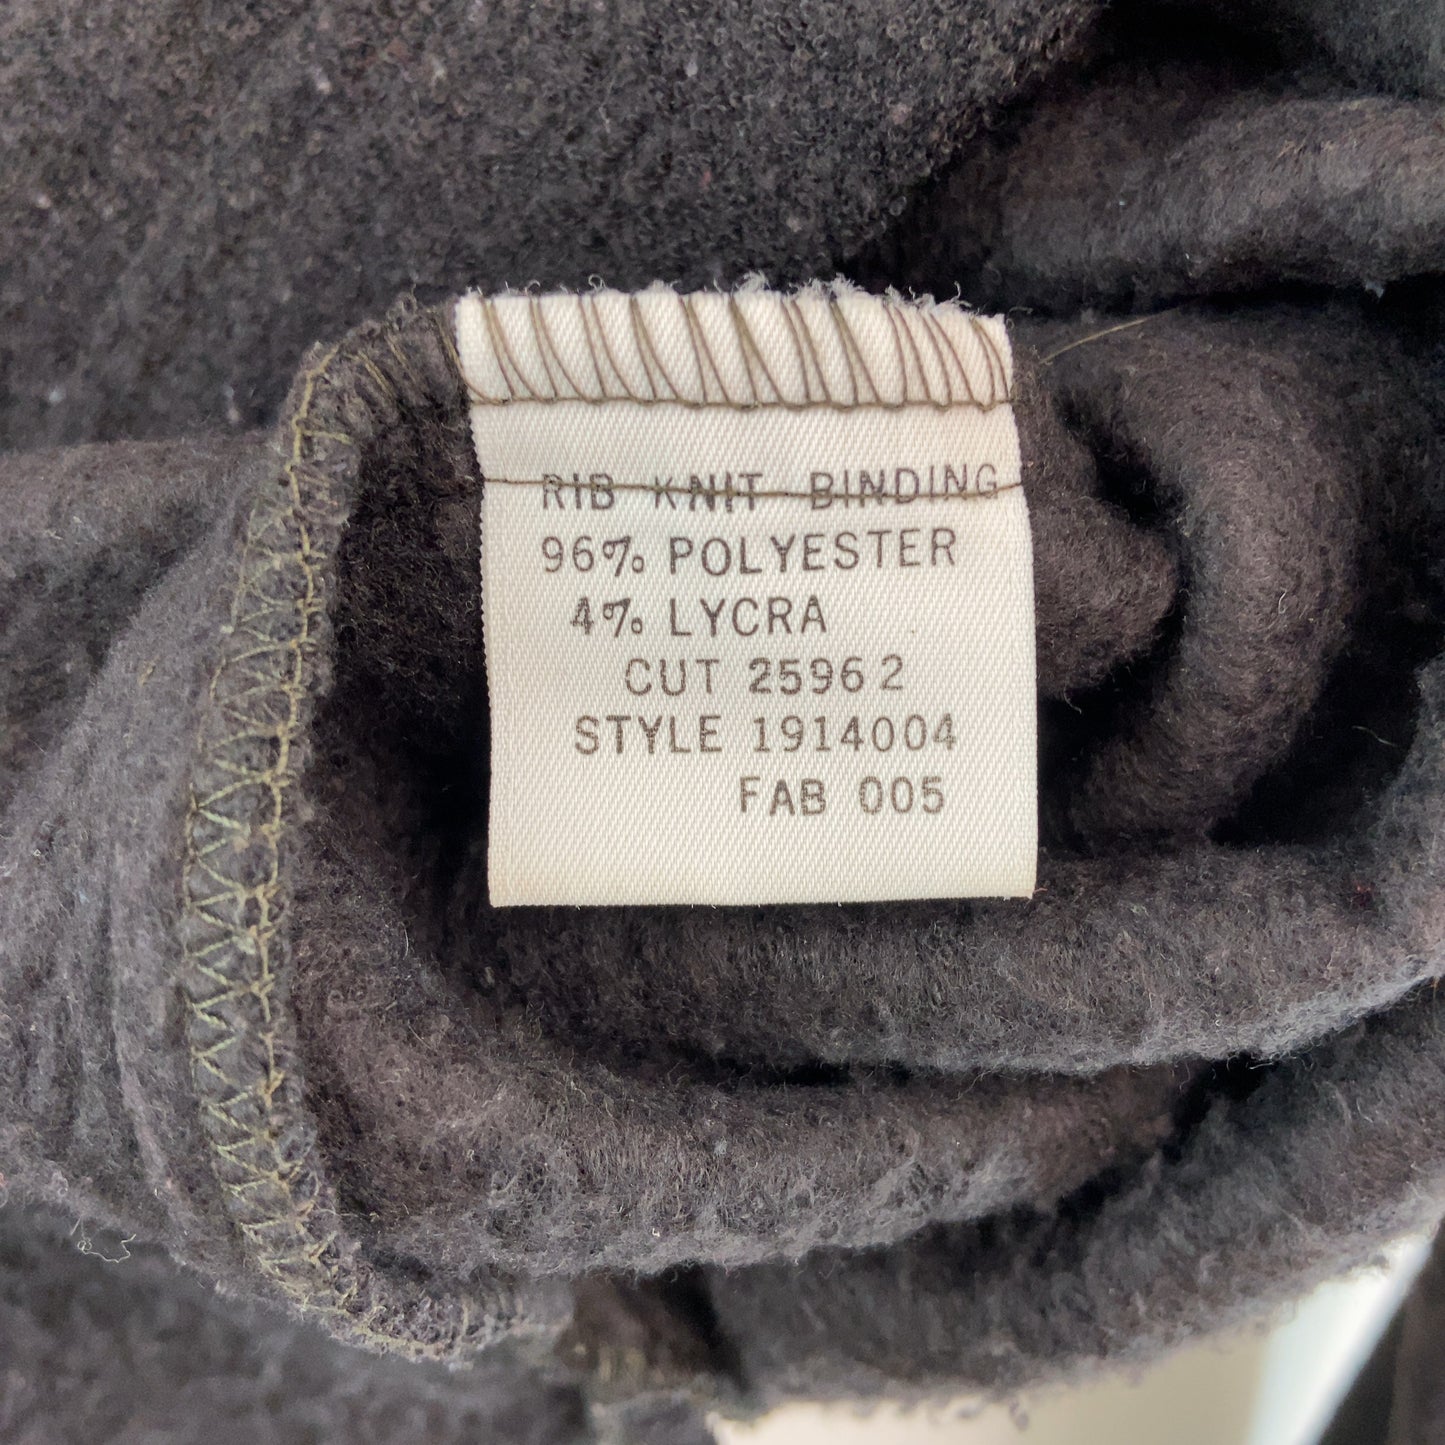 RIB KNIT BINDING
96% POLYESTER
4% LYCRA
CUT 25962
STYLE 1914004
FAB 005